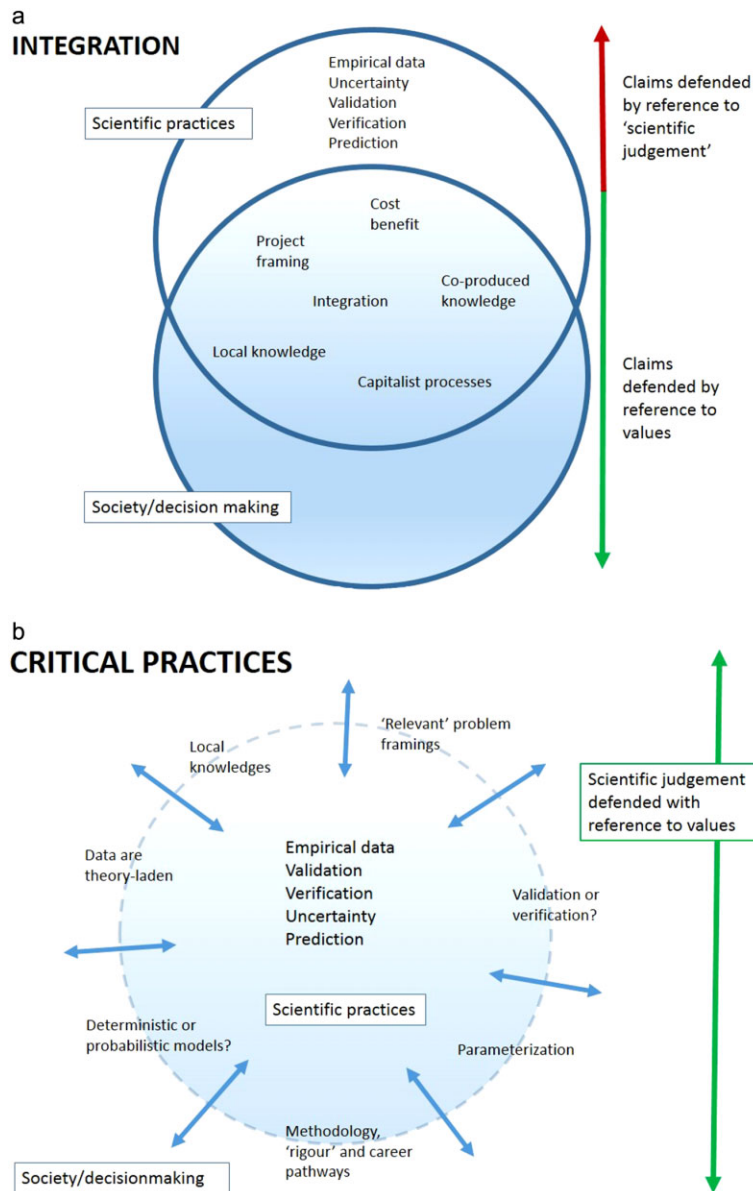 a
INTEGRATION
Empirical data
Uncertainty
Validation
Verification
Prediction
Scientific practices
Claims defended
by reference to
‘scientific
judgement’
Cost
benefit
Project
framing
Co-produced
knowledge
Integration
Local knowledge
Capitalist processes
Claims
defended by
reference to
values
Society/decision making
b
CRITICAL PRACTICES
Local
knowledges
‘Relevant’ problem
framings
Scientific judgement
defended with
reference to values
Data are
theory-laden
Empirical data
Validation
Verification
Uncertainty
Prediction
Validation or
verification?
Scientific practices
Deterministic or
probabilistic models?
Parameterization
Methodology,
‘rigour’ and career
pathways
Society/decisionmaking